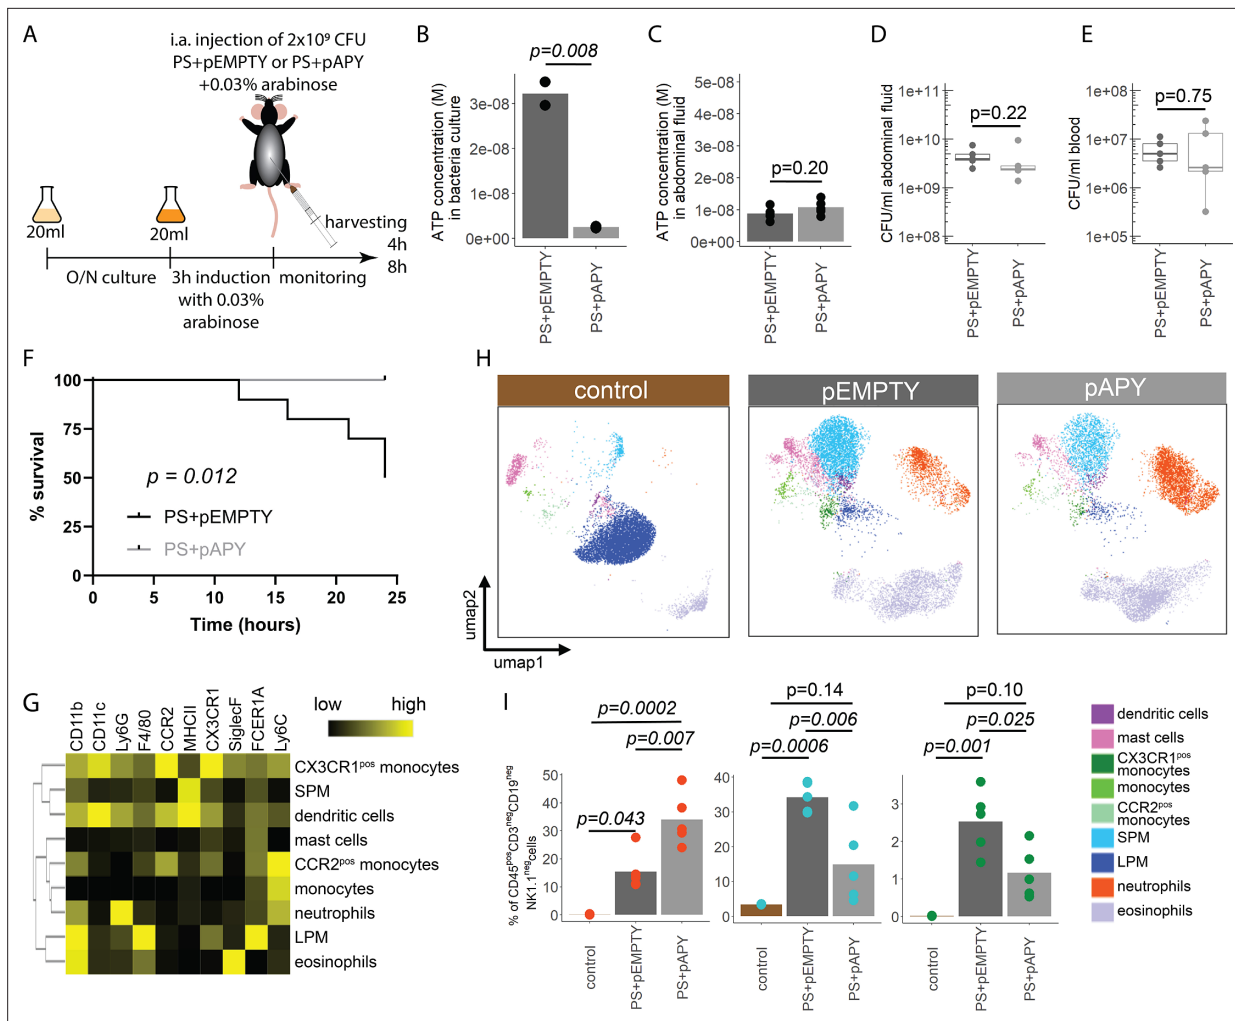 A
i.a. injection of 2x10⁹ CFU
PS+pEMPTY or PS+pAPY
+0.03% arabinose
20ml
20ml
harvesting
4h
8h
O/N culture
3h induction
with 0.03%
arabinose
monitoring
B
p=0.008
ATP concentration (M)
in bacteria culture
3e-08
2e-08
1e-08
0e+00
PS+pEMPTY
PS+pAPY
C
ATP concentration (M)
in abdominal fluid
5e-08
4e-08
3e-08
2e-08
1e-08
0e+00
p=0.20
PS+pEMPTY
PS+pAPY
D
CFU/ml abdominal fluid
1e+11
1e+10
1e+09
1e+08
p=0.22
PS+pEMPTY
PS+pAPY
E
CFU/ml blood
1e+08
1e+07
1e+06
1e+05
p=0.75
PS+pEMPTY
PS+pAPY
F
% survival
100
75
50
25
0
p = 0.012
PS+pEMPTY
PS+pAPY
0
5
10
15
20
25
Time (hours)
H
control
pEMPTY
pAPY
umap2
umap1
G
low
high
CD11b
CD11c
Ly6G
F4/80
CCR2
MHCII
CX3CR1
SiglecF
FCER1A
Ly6C
CX3CR1ᵖᵒˢ monocytes
SPM
dendritic cells
mast cells
CCR2ᵖᵒˢ monocytes
monocytes
neutrophils
LPM
eosinophils
I
% of CD45ᵖᵒˢCD3ⁿᵉᵍCD19ⁿᵉᵍ
NK1.1ⁿᵉᵍcells
p=0.0002
p=0.007
p=0.043
50
40
30
20
10
0
control
PS+pEMPTY
PS+pAPY
p=0.14
p=0.006
p=0.0006
40
30
20
10
0
control
PS+pEMPTY
PS+pAPY
p=0.10
p=0.025
p=0.001
3
2
1
0
control
PS+pEMPTY
PS+pAPY
dendritic cells
mast cells
CX3CR1ᵖᵒˢ
monocytes
monocytes
CCR2ᵖᵒˢ
monocytes
SPM
LPM
neutrophils
eosinophils